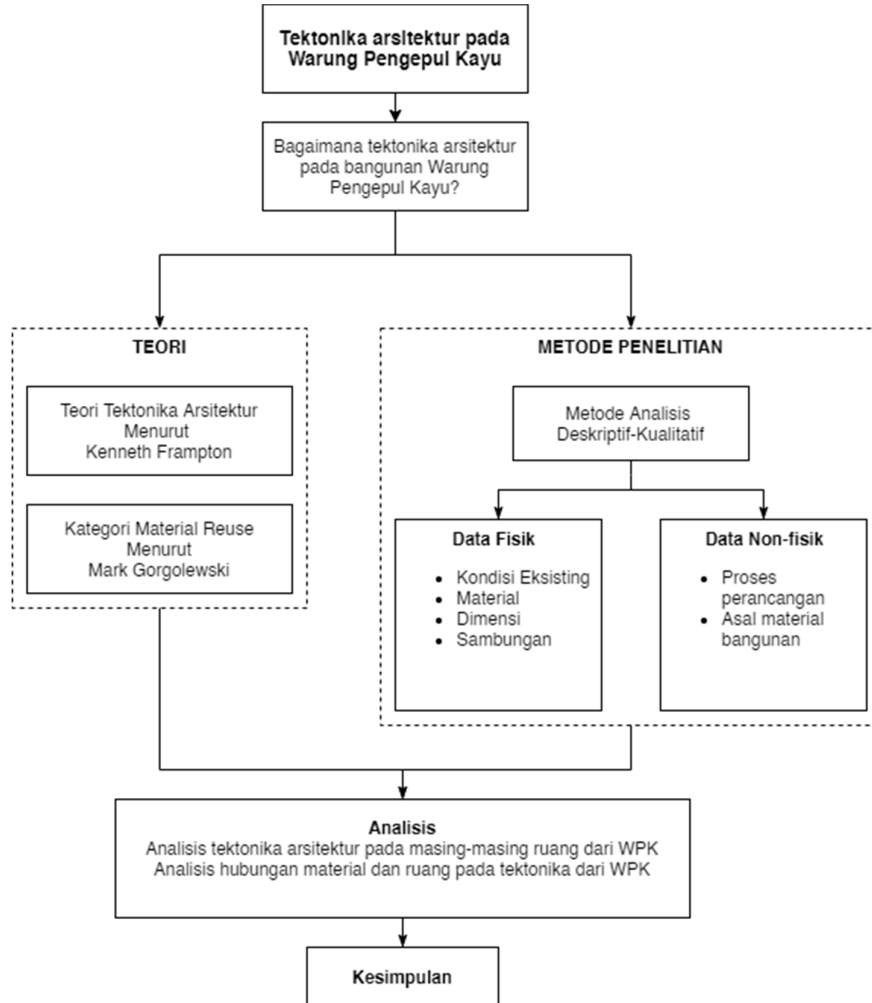 Tektonika arsitektur pada
Warung Pengepul Kayu
Bagaimana tektonika arsitektur
pada bangunan Warung
Pengepul Kayu?
TEORI
Teori Tektonika Arsitektur
Menurut
Kenneth Frampton
Kategori Material Reuse
Menurut
Mark Gorgolewski
METODE PENELITIAN
Metode Analisis
Deskriptif-Kualitatif
Data Fisik
• Kondisi Eksisting
• Material
• Dimensi
• Sambungan
Data Non-fisik
• Proses
perancangan
• Asal material
bangunan
Analisis
Analisis tektonika arsitektur pada masing-masing ruang dari WPK
Analisis hubungan material dan ruang pada tektonika dari WPK
Kesimpulan